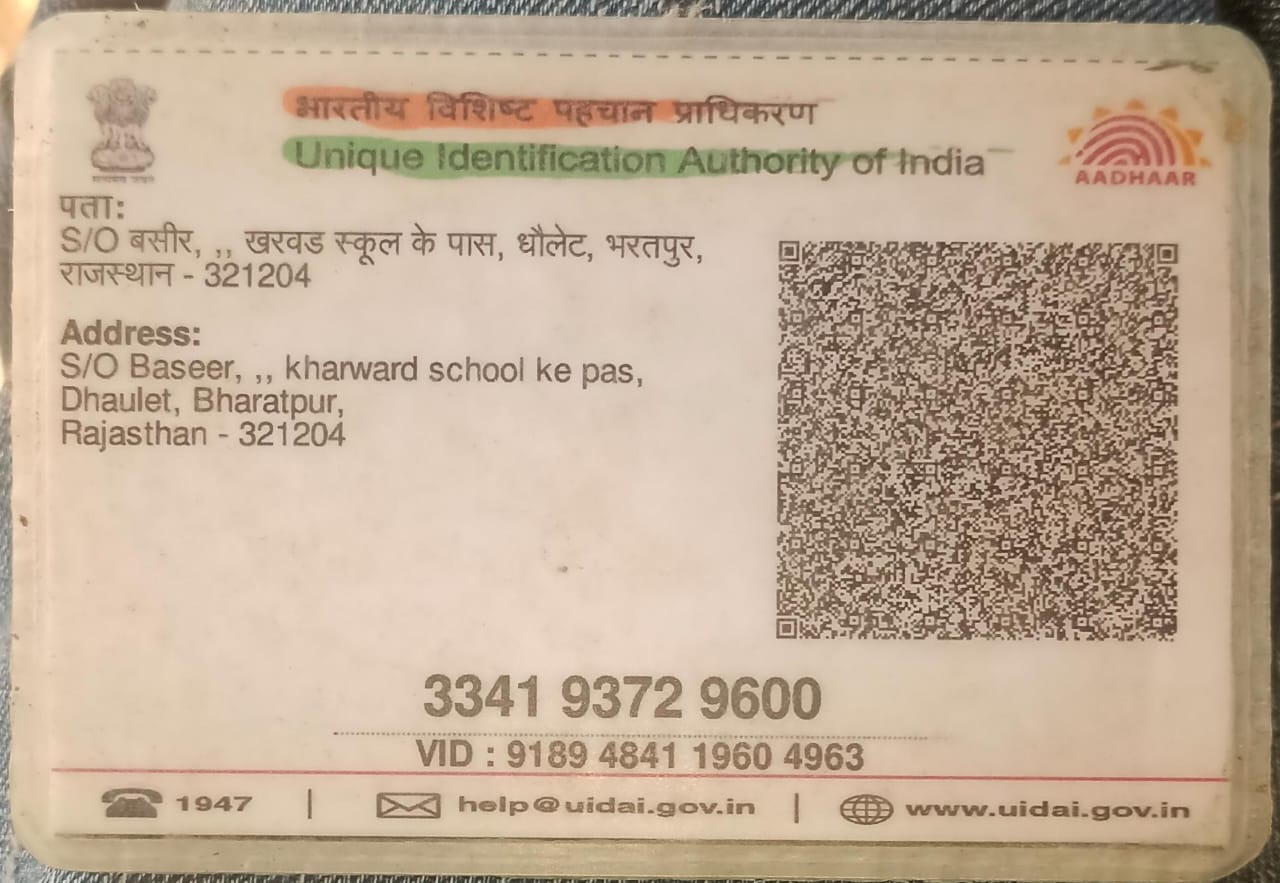 भारतीय विशिष्ट पहचान प्राधिकरण
Unique Identification Authority of India
AADHAAR
पता:
S/O बसीर, ,, खरवड स्कूल के पास, धौलेट, भरतपुर,
राजस्थान - 321204
Address:
S/O Baseer, ,, kharward school ke pas,
Dhaulet, Bharatpur,
Rajasthan - 321204
3341 9372 9600
VID : 9189 4841 1960 4963
1947 | help@uidai.gov.in | www.uidai.gov.in